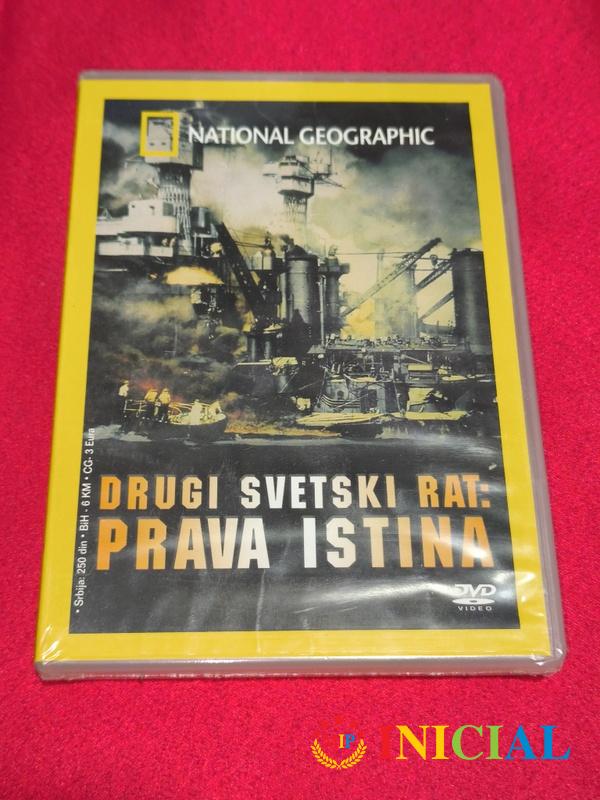 NATIONAL GEOGRAPHIC
DRUGI SVETSKI RAT:
PRAVA ISTINA
• Srbija: 250 din • BiH - 6 KM • CG- 3 Eura
DVD
VIDEO
IP INICIAL